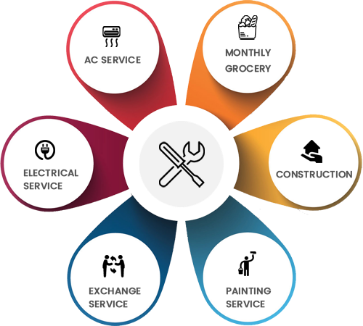 AC SERVICE
MONTHLY
GROCERY
ELECTRICAL
SERVICE
CONSTRUCTION
EXCHANGE
SERVICE
PAINTING
SERVICE